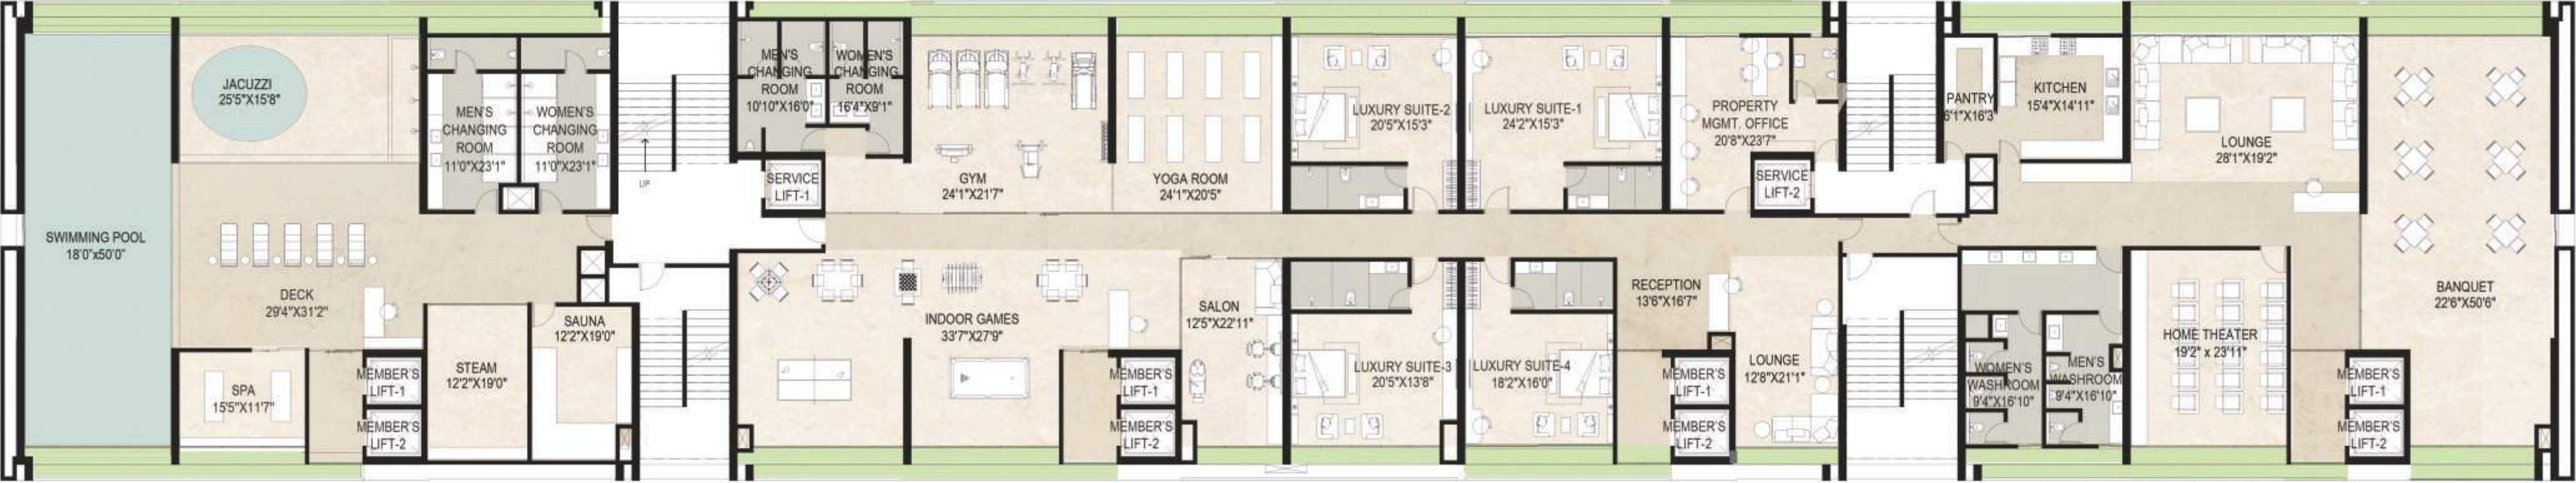 JACUZZI
25'5"X15'8"
SWIMMING POOL
18'0"x50'0"
DECK
29'4"X31'2"
SPA
15'5"X11'7"
MEMBER'S
LIFT-1
MEMBER'S
LIFT-2
MEN'S
CHANGING
ROOM
11'0"X23'1"
WOMEN'S
CHANGING
ROOM
11'0"X23'1"
STEAM
12'2"X19'0"
SAUNA
12'2"X19'0"
UP
MEN'S
CHANGING
ROOM
10'10"X16'0"
WOMEN'S
CHANGING
ROOM
16'4"X9'1"
SERVICE
LIFT-1
GYM
24'1"X21'7"
YOGA ROOM
24'1"X20'5"
INDOOR GAMES
33'7"X27'9"
MEMBER'S
LIFT-1
MEMBER'S
LIFT-2
SALON
12'5"X22'11"
LUXURY SUITE-2
20'5"X15'3"
LUXURY SUITE-1
24'2"X15'3"
LUXURY SUITE-3
20'5"X13'8"
LUXURY SUITE-4
18'2"X16'0"
PROPERTY
MGMT. OFFICE
20'8"X23'7"
SERVICE
LIFT-2
RECEPTION
13'6"X16'7"
MEMBER'S
LIFT-1
MEMBER'S
LIFT-2
LOUNGE
12'8"X21'1"
PANTRY
6'1"X16'3"
KITCHEN
15'4"X14'11"
LOUNGE
28'1"X19'2"
WOMEN'S
WASHROOM
9'4"X16'10"
MEN'S
WASHROOM
9'4"X16'10"
HOME THEATER
19'2" x 23'11"
MEMBER'S
LIFT-1
MEMBER'S
LIFT-2
BANQUET
22'6"X50'6"